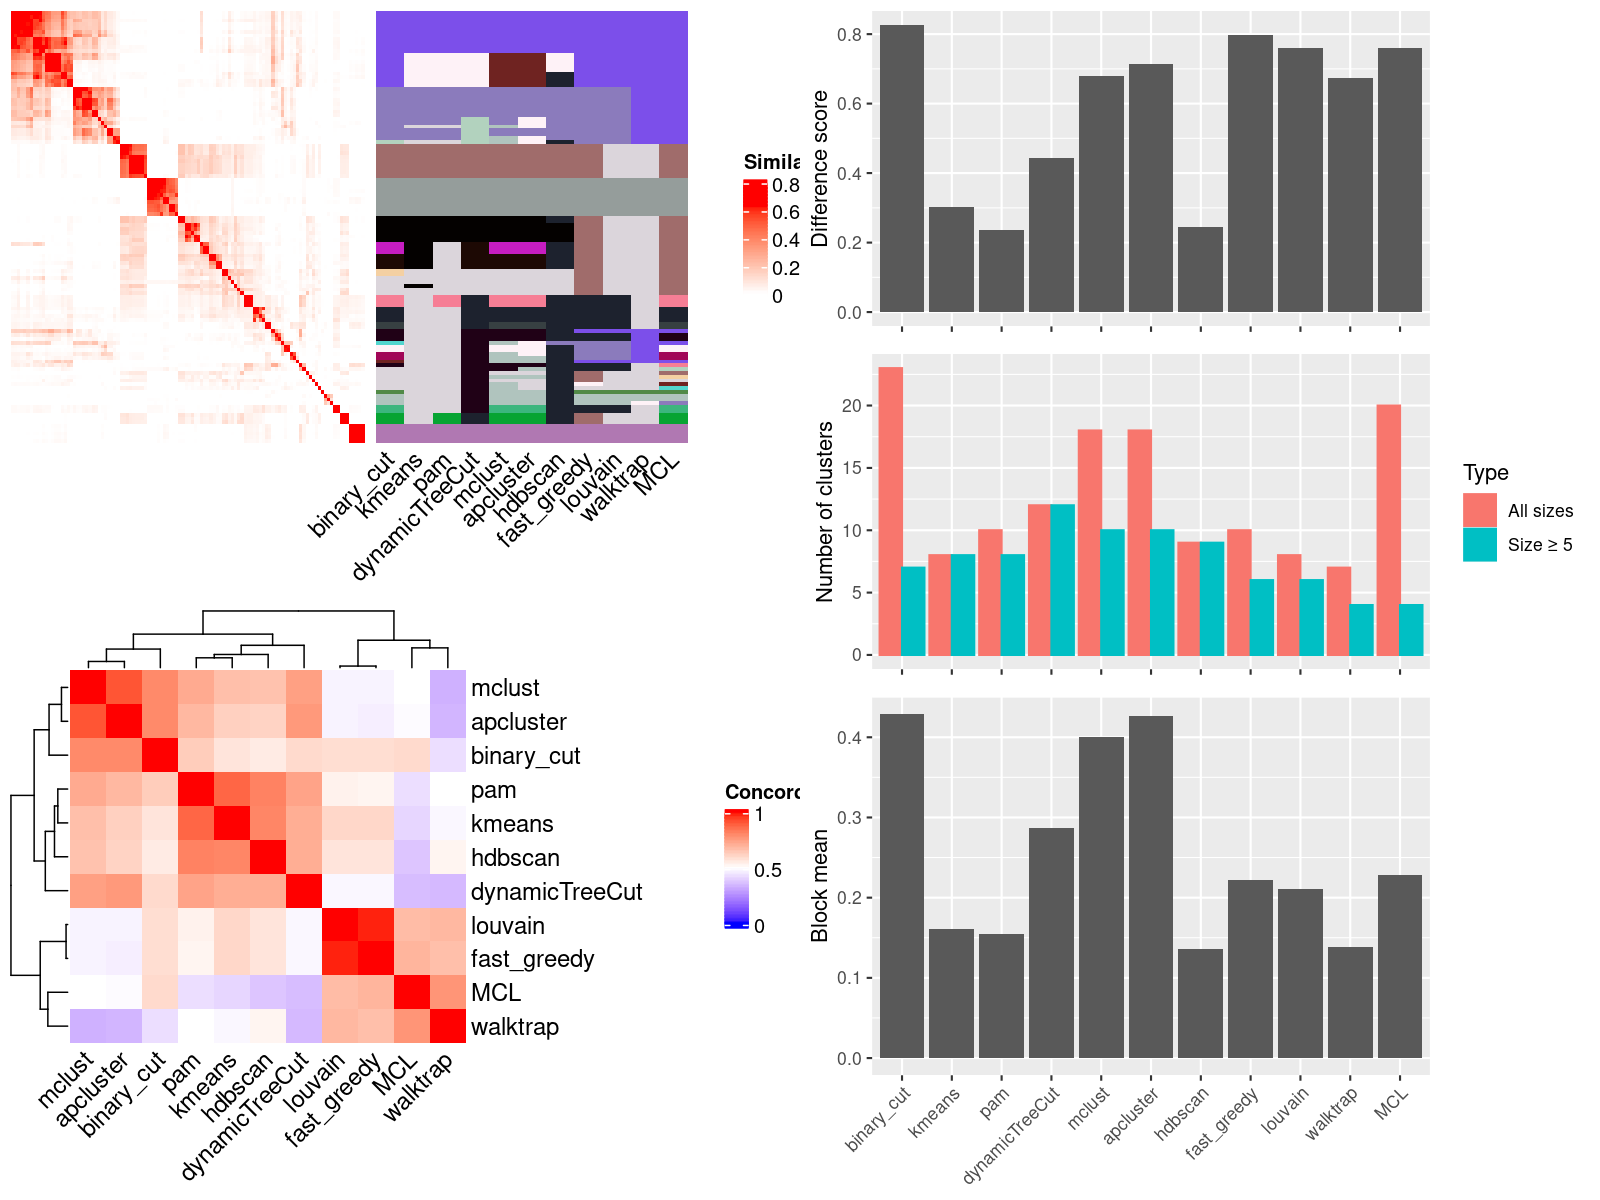 Simila
0.8
0.6
0.4
0.2
0
binary_cut
kmeans
pam
dynamicTreeCut
mclust
apcluster
hdbscan
fast_greedy
louvain
walktrap
MCL
mclust
apcluster
binary_cut
pam
kmeans
hdbscan
dynamicTreeCut
louvain
fast_greedy
MCL
walktrap
mclust
apcluster
binary_cut
pam
kmeans
hdbscan
dynamicTreeCut
louvain
fast_greedy
MCL
walktrap
Concord
1
0.5
0
Difference score
0.8
0.6
0.4
0.2
0.0
Number of clusters
20
15
10
5
0
Type
All sizes
Size ≥ 5
Block mean
0.4
0.3
0.2
0.1
0.0
binary_cut
kmeans
pam
dynamicTreeCut
mclust
apcluster
hdbscan
fast_greedy
louvain
walktrap
MCL